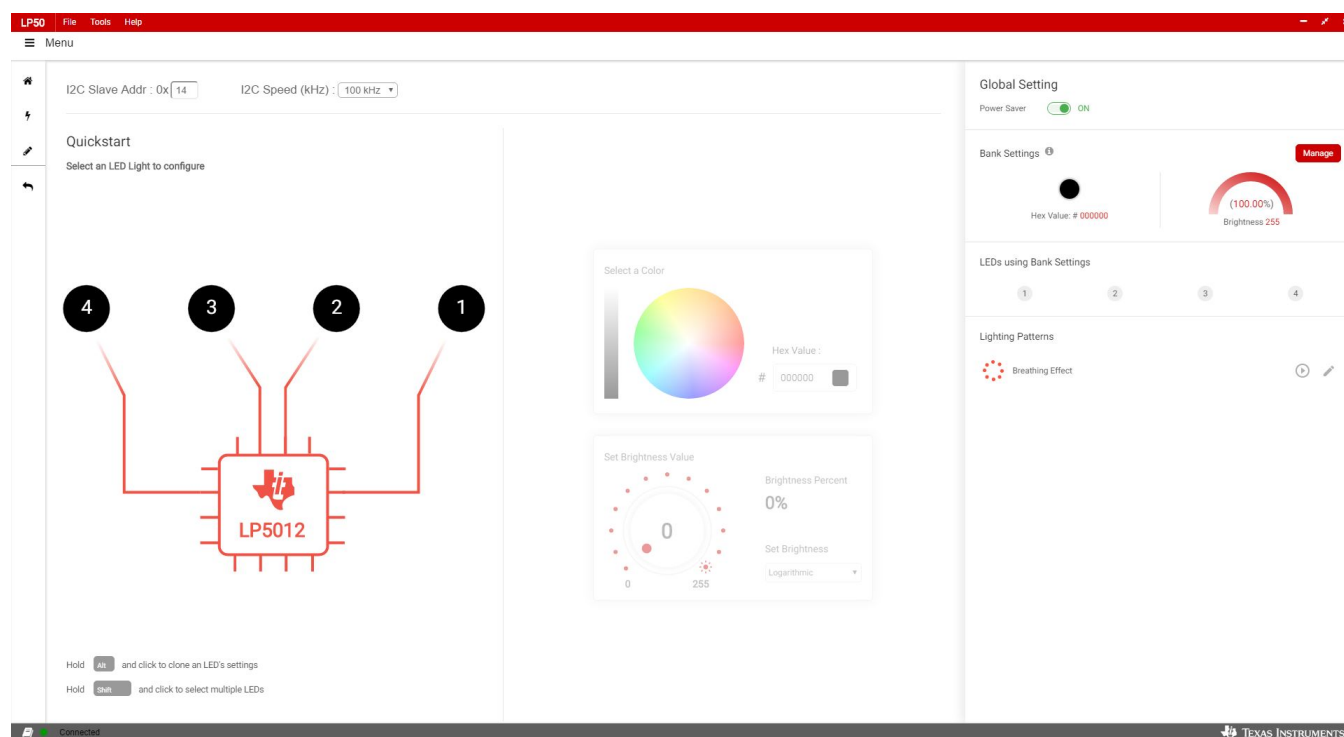 LP50 File Tools Help
Menu
I2C Slave Addr : 0x 14 I2C Speed (kHz) : 100 kHz
Quickstart
Select an LED Light to configure
4 3 2 1
LP5012
Hold Alt and click to clone an LED's settings
Hold Shift and click to select multiple LEDs
Select a Color
Hex Value :
# 000000
Set Brightness Value
Brightness Percent
0%
0
Set Brightness
Logarithmic
0 255
Global Setting
Power Saver ON
Bank Settings Manage
(100.00%)
Hex Value: # 000000 Brightness 255
LEDs using Bank Settings
1 2 3 4
Lighting Patterns
Breathing Effect
Connected
TEXAS INSTRUMENTS